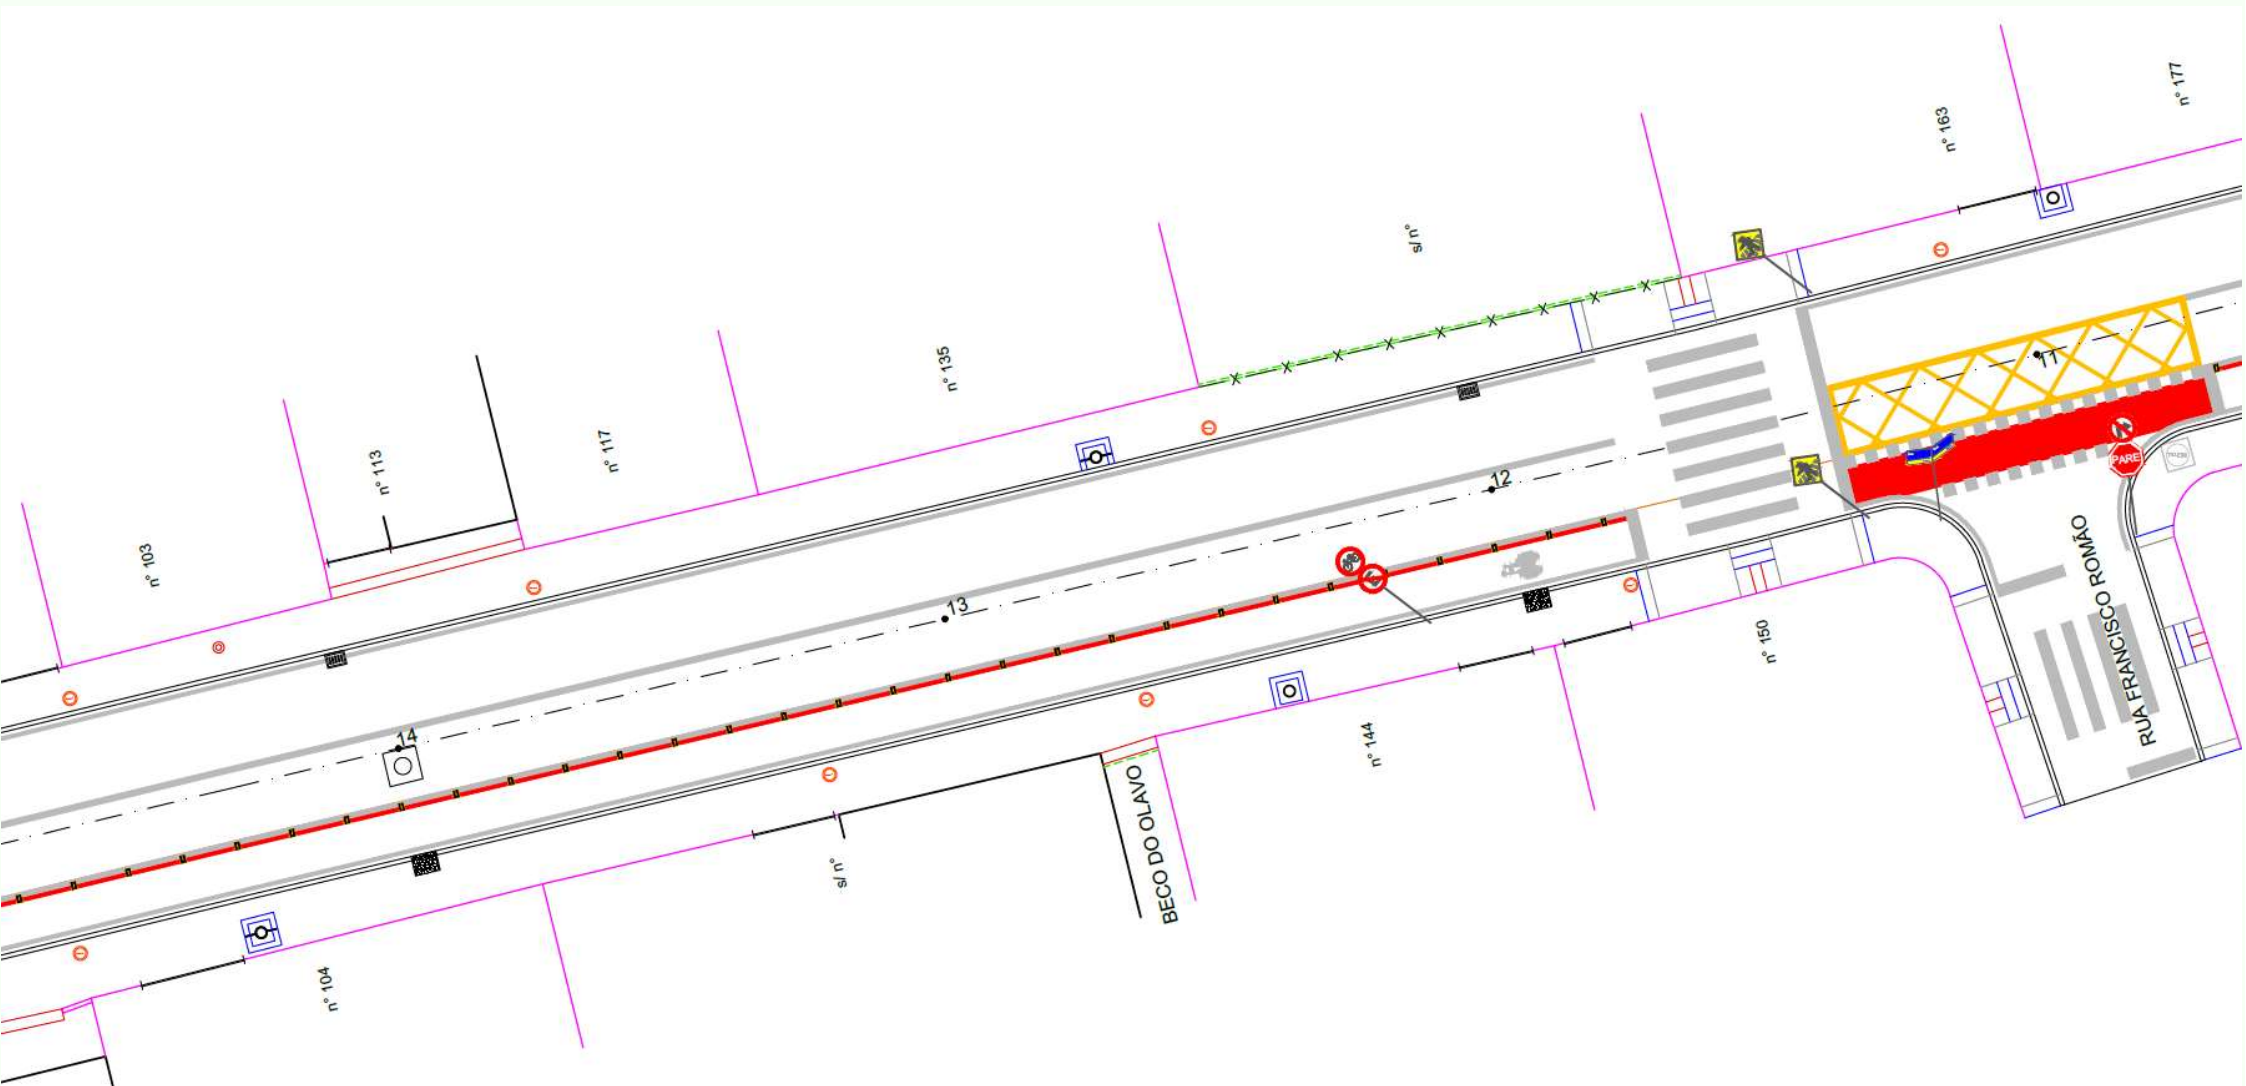 n° 177
n° 163
s/ n°
n° 135
n° 117
n° 113
n° 103
11
12
13
14
PARE
RUA FRANCISCO ROMÃO
n° 150
n° 144
BECO DO OLAVO
s/ n°
n° 104